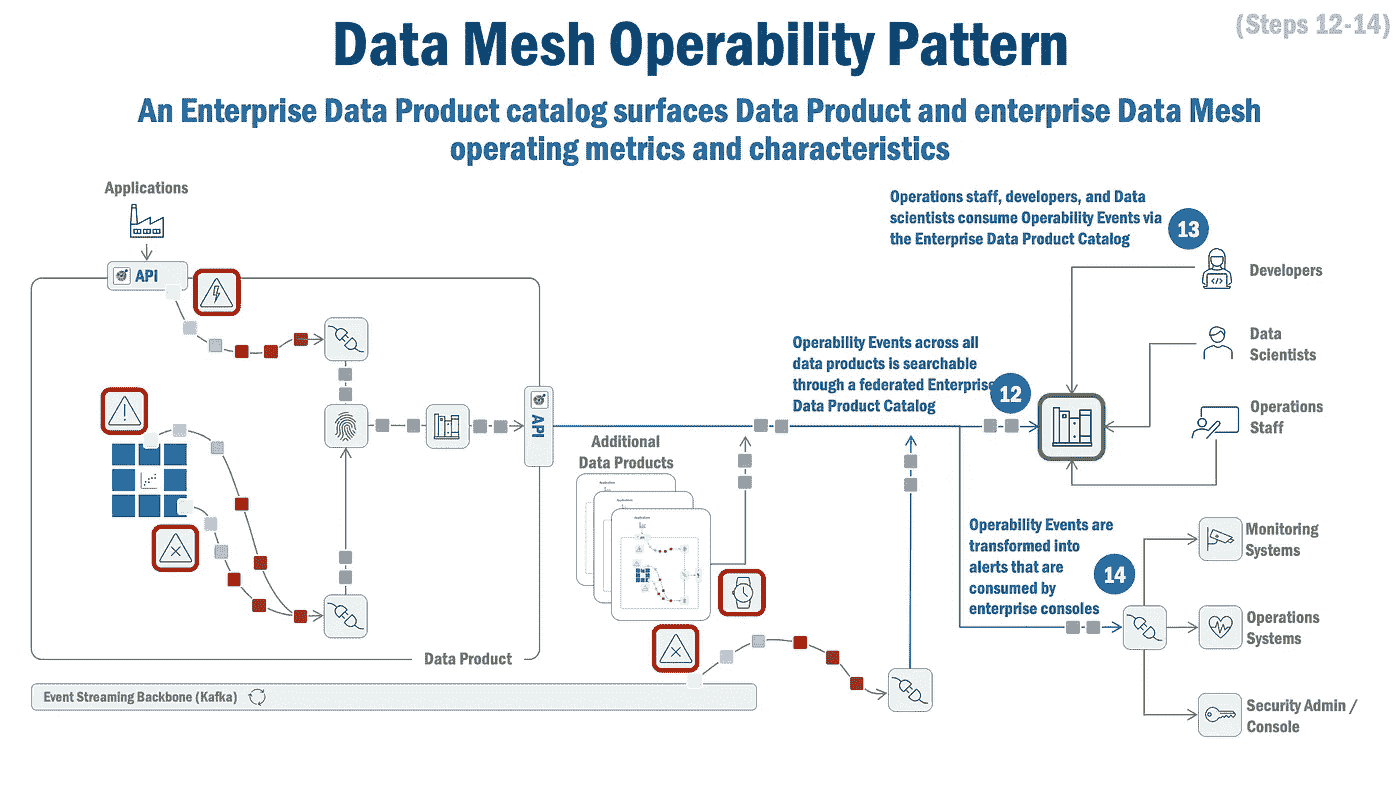 (Steps 12-14)
Data Mesh Operability Pattern
An Enterprise Data Product catalog surfaces Data Product and enterprise Data Mesh
operating metrics and characteristics
Applications
API
API
Data Product
Event Streaming Backbone (Kafka)
Additional
Data Products
Operability Events across all
data products is searchable
through a federated Enterprise
Data Product Catalog
12
Operations staff, developers, and Data
scientists consume Operability Events via
the Enterprise Data Product Catalog
13
Developers
Data
Scientists
Operations
Staff
Operability Events are
transformed into
alerts that are
consumed by
enterprise consoles
14
Monitoring
Systems
Operations
Systems
Security Admin /
Console